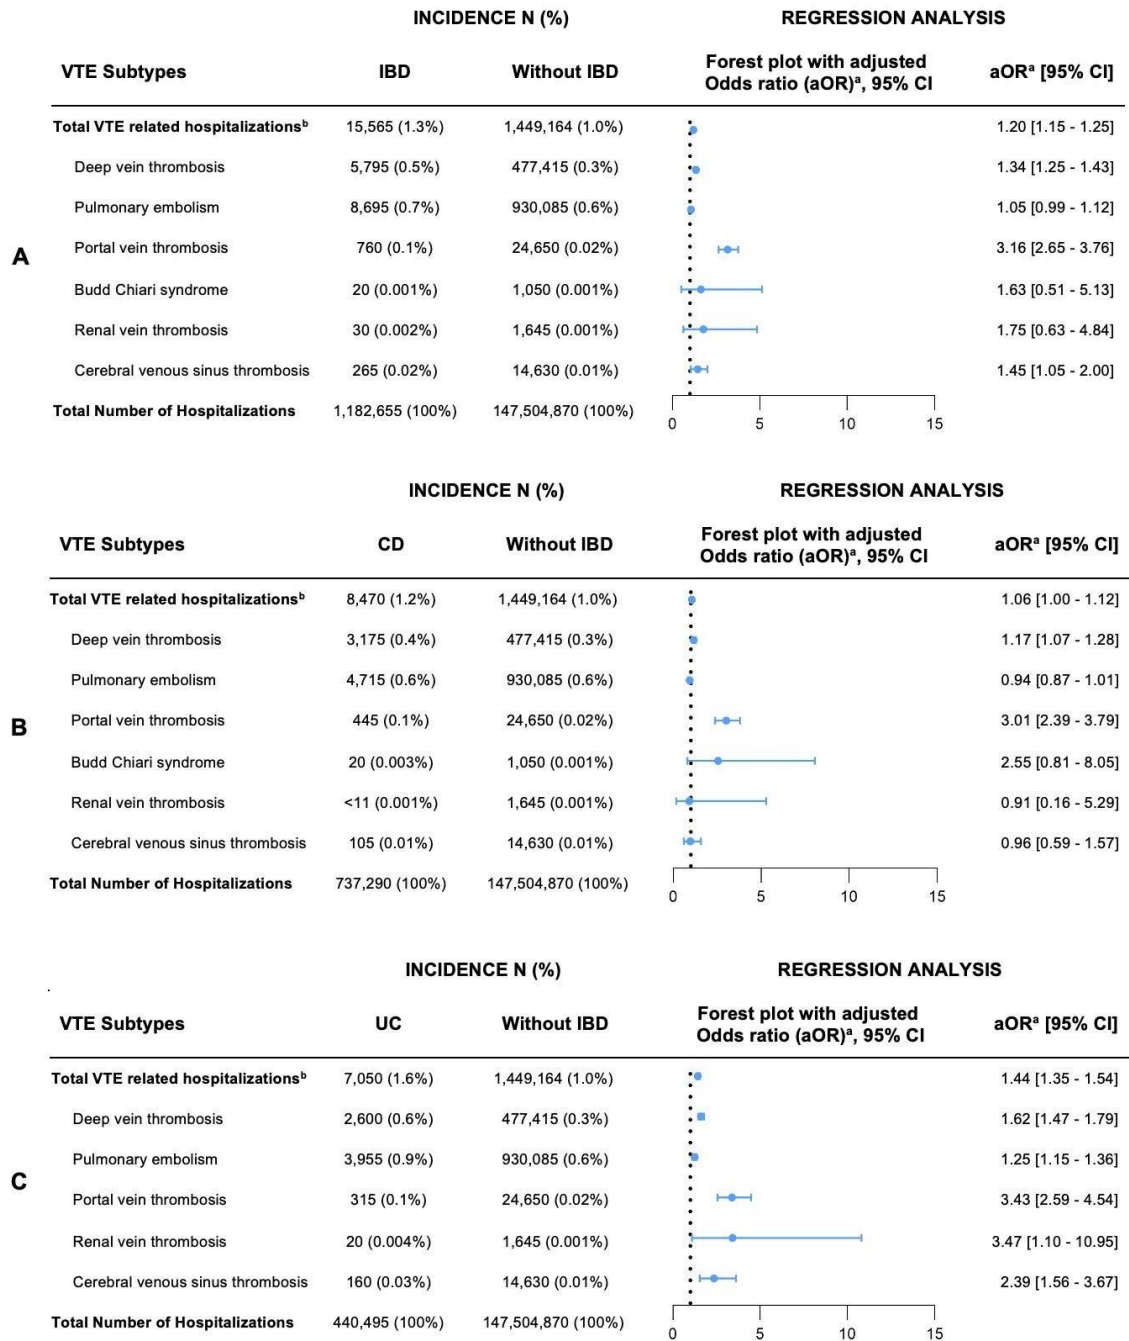 INCIDENCE N (%) REGRESSION ANALYSIS
VTE Subtypes IBD Without IBD Forest plot with adjusted aORᵃ [95% CI]
Odds ratio (aOR)ᵃ, 95% CI
Total VTE related hospitalizationsᵇ 15,565 (1.3%) 1,449,164 (1.0%) 1.20 [1.15 - 1.25]
Deep vein thrombosis 5,795 (0.5%) 477,415 (0.3%) 1.34 [1.25 - 1.43]
Pulmonary embolism 8,695 (0.7%) 930,085 (0.6%) 1.05 [0.99 - 1.12]
Portal vein thrombosis 760 (0.1%) 24,650 (0.02%) 3.16 [2.65 - 3.76]
A
Budd Chiari syndrome 20 (0.001%) 1,050 (0.001%) 1.63 [0.51 - 5.13]
Renal vein thrombosis 30 (0.002%) 1,645 (0.001%) 1.75 [0.63 - 4.84]
Cerebral venous sinus thrombosis 265 (0.02%) 14,630 (0.01%) 1.45 [1.05 - 2.00]
Total Number of Hospitalizations 1,182,655 (100%) 147,504,870 (100%)
0 5 10 15
INCIDENCE N (%) REGRESSION ANALYSIS
VTE Subtypes CD Without IBD Forest plot with adjusted aORᵃ [95% CI]
Odds ratio (aOR)ᵃ, 95% CI
Total VTE related hospitalizationsᵇ 8,470 (1.2%) 1,449,164 (1.0%) 1.06 [1.00 - 1.12]
Deep vein thrombosis 3,175 (0.4%) 477,415 (0.3%) 1.17 [1.07 - 1.28]
Pulmonary embolism 4,715 (0.6%) 930,085 (0.6%) 0.94 [0.87 - 1.01]
Portal vein thrombosis 445 (0.1%) 24,650 (0.02%) 3.01 [2.39 - 3.79]
B
Budd Chiari syndrome 20 (0.003%) 1,050 (0.001%) 2.55 [0.81 - 8.05]
Renal vein thrombosis <11 (0.001%) 1,645 (0.001%) 0.91 [0.16 - 5.29]
Cerebral venous sinus thrombosis 105 (0.01%) 14,630 (0.01%) 0.96 [0.59 - 1.57]
Total Number of Hospitalizations 737,290 (100%) 147,504,870 (100%)
0 5 10 15
INCIDENCE N (%) REGRESSION ANALYSIS
VTE Subtypes UC Without IBD Forest plot with adjusted aORᵃ [95% CI]
Odds ratio (aOR)ᵃ, 95% CI
Total VTE related hospitalizationsᵇ 7,050 (1.6%) 1,449,164 (1.0%) 1.44 [1.35 - 1.54]
Deep vein thrombosis 2,600 (0.6%) 477,415 (0.3%) 1.62 [1.47 - 1.79]
Pulmonary embolism 3,955 (0.9%) 930,085 (0.6%) 1.25 [1.15 - 1.36]
C
Portal vein thrombosis 315 (0.1%) 24,650 (0.02%) 3.43 [2.59 - 4.54]
Renal vein thrombosis 20 (0.004%) 1,645 (0.001%) 3.47 [1.10 - 10.95]
Cerebral venous sinus thrombosis 160 (0.03%) 14,630 (0.01%) 2.39 [1.56 - 3.67]
Total Number of Hospitalizations 440,495 (100%) 147,504,870 (100%)
0 5 10 15